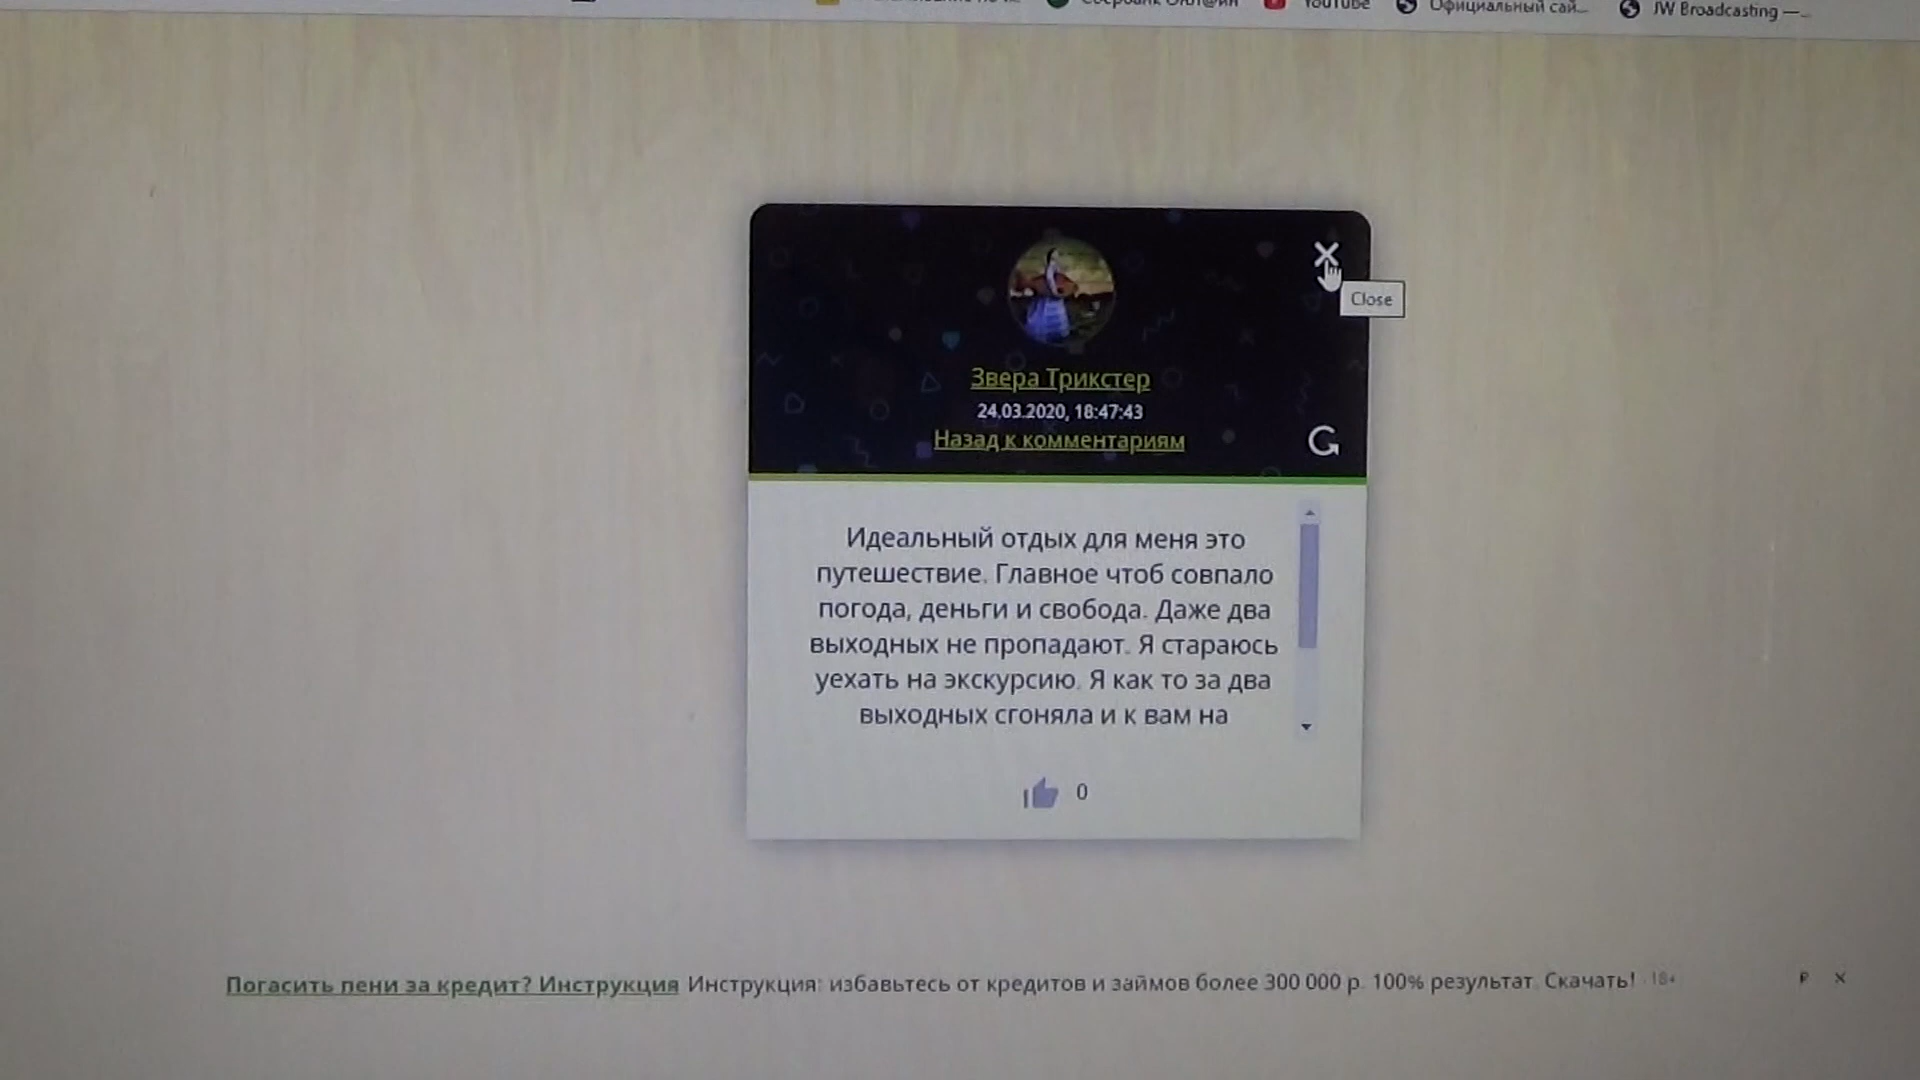 YouTube
Официальный сай...
JW Broadcasting —...
Close
Звера Трикстер
24.03.2020, 18:47:43
Назад к комментариям
Идеальный отдых для меня это
путешествие. Главное чтоб совпало
погода, деньги и свобода. Даже два
выходных не пропадают. Я стараюсь
уехать на экскурсию. Я как то за два
выходных сгоняла и к вам на
0
Погасить пени за кредит? Инструкция Инструкция: избавьтесь от кредитов и займов более 300 000 р. 100% результат. Скачать! 18+